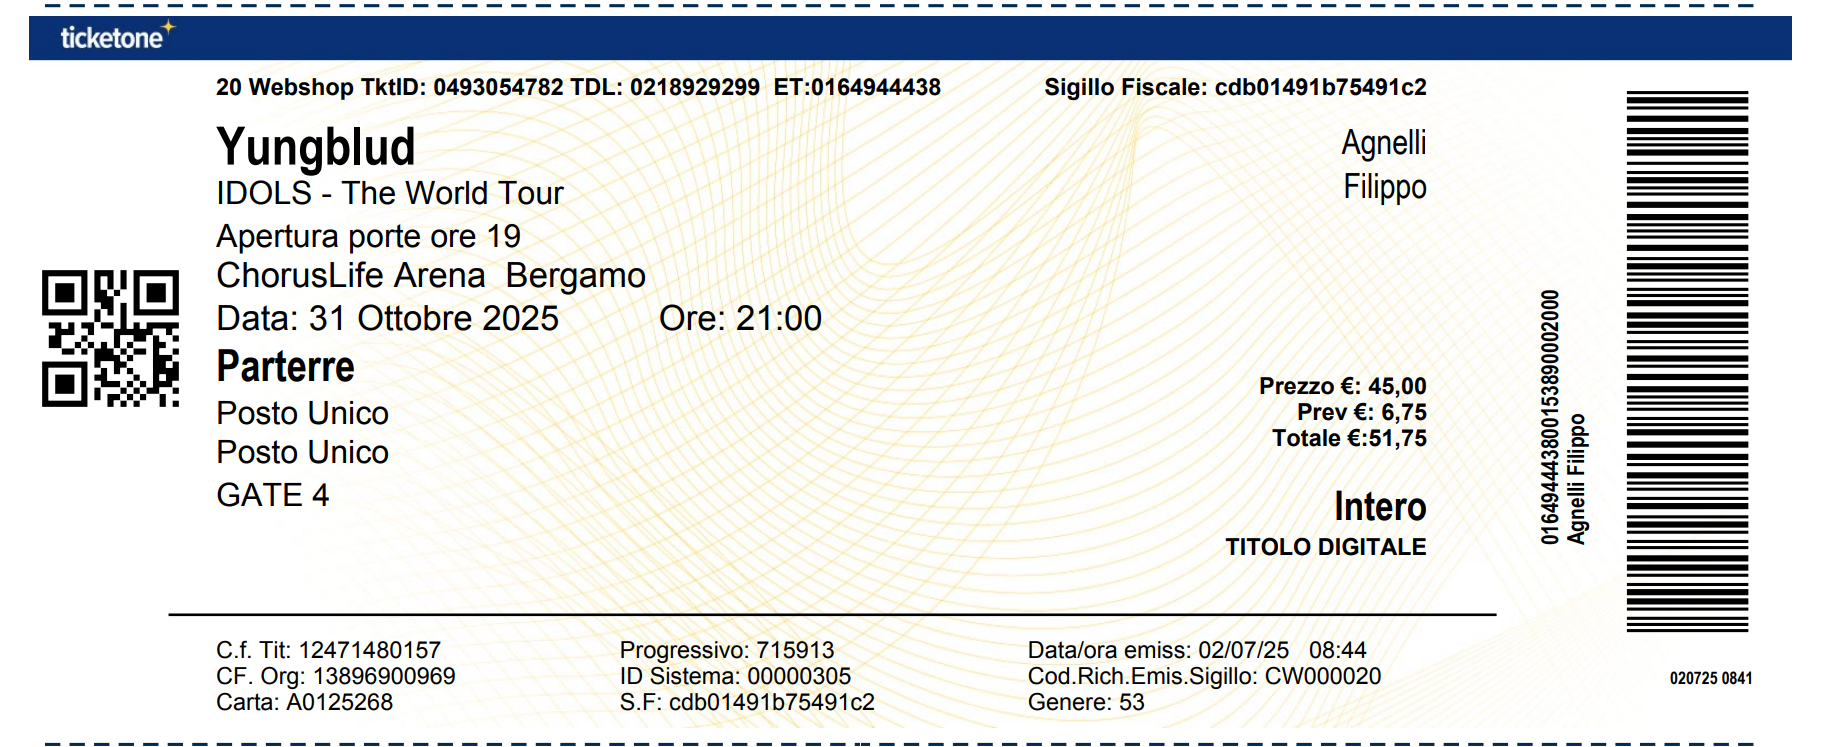 ticketone
20 Webshop TktID: 0493054782 TDL: 0218929299 ET:0164944438
Sigillo Fiscale: cdb01491b75491c2
Yungblud
IDOLS - The World Tour
Apertura porte ore 19
ChorusLife Arena Bergamo
Data: 31 Ottobre 2025 Ore: 21:00
Parterre
Posto Unico
Posto Unico
GATE 4
Agnelli
Filippo
Prezzo €: 45,00
Prev €: 6,75
Totale €:51,75
Intero
TITOLO DIGITALE
01649444380015389000​2000
Agnelli Filippo
C.f. Tit: 12471480157
CF. Org: 13896900969
Carta: A0125268
Progressivo: 715913
ID Sistema: 00000305
S.F: cdb01491b75491c2
Data/ora emiss: 02/07/25 08:44
Cod.Rich.Emis.Sigillo: CW000020
Genere: 53
020725 0841